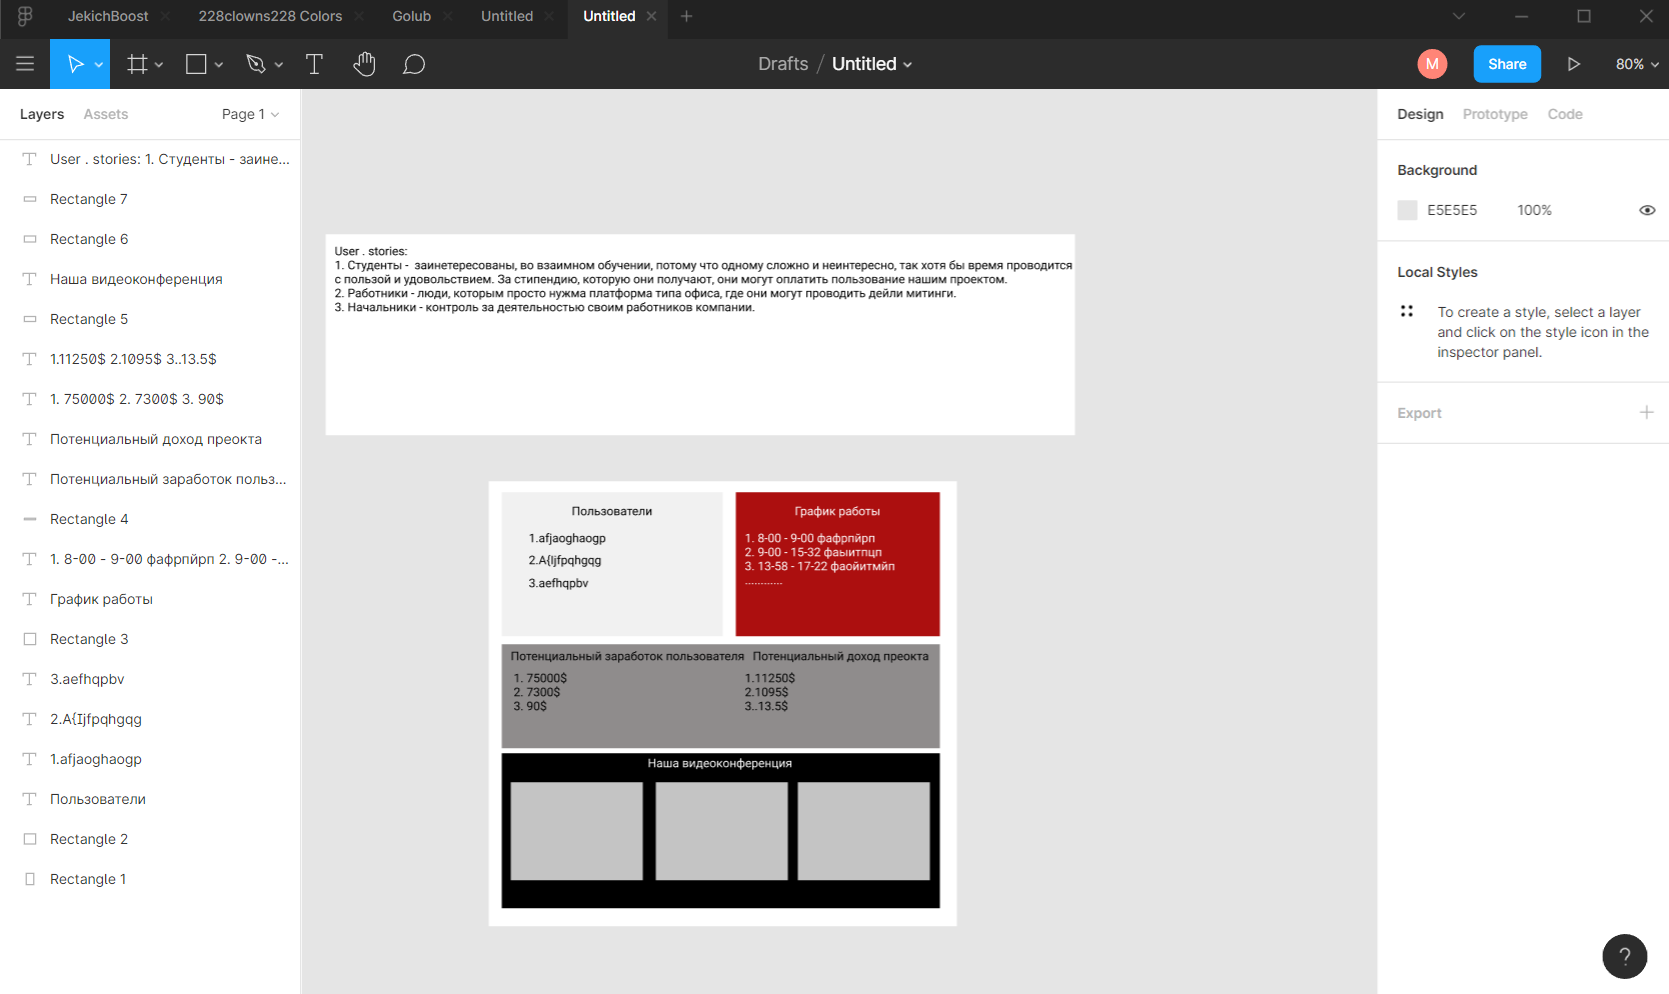 JekichBoost
228clowns228 Colors
Golub
Untitled
Untitled
Drafts / Untitled
M
Share
80%
Layers
Assets
Page 1
User . stories: 1. Студенты - заине...
Rectangle 7
Rectangle 6
Наша видеоконференция
Rectangle 5
1.11250$ 2.1095$ 3..13.5$
1. 75000$ 2. 7300$ 3. 90$
Потенциальный доход преокта
Потенциальный заработок польз...
Rectangle 4
1. 8-00 - 9-00 фафрпйрп 2. 9-00 -...
График работы
Rectangle 3
3.aefhqpbv
2.A{Ijfpqhgqg
1.afjaoghaogp
Пользователи
Rectangle 2
Rectangle 1
User . stories:
1. Студенты -  заинетересованы, во взаимном обучении, потому что одному сложно и неинтересно, так хотя бы время проводится
с пользой и удовольствием. За стипендию, которую они получают, они могут оплатить пользование нашим проектом.
2. Работники - люди, которым просто нужма платформа типа офиса, где они могут проводить дейли митинги.
3. Начальники - контроль за деятельностью своим работников компании.
Пользователи
1.afjaoghaogp
2.A{Ijfpqhgqg
3.aefhqpbv
График работы
1. 8-00 - 9-00 фафрпйрп
2. 9-00 - 15-32 фаыитпцп
3. 13-58 - 17-22 фаойитмйп
............
Потенциальный заработок пользователя
1. 75000$
2. 7300$
3. 90$
Потенциальный доход преокта
1.11250$
2.1095$
3..13.5$
Наша видеоконференция
Design
Prototype
Code
Background
E5E5E5
100%
Local Styles
To create a style, select a layer
and click on the style icon in the
inspector panel.
Export
?